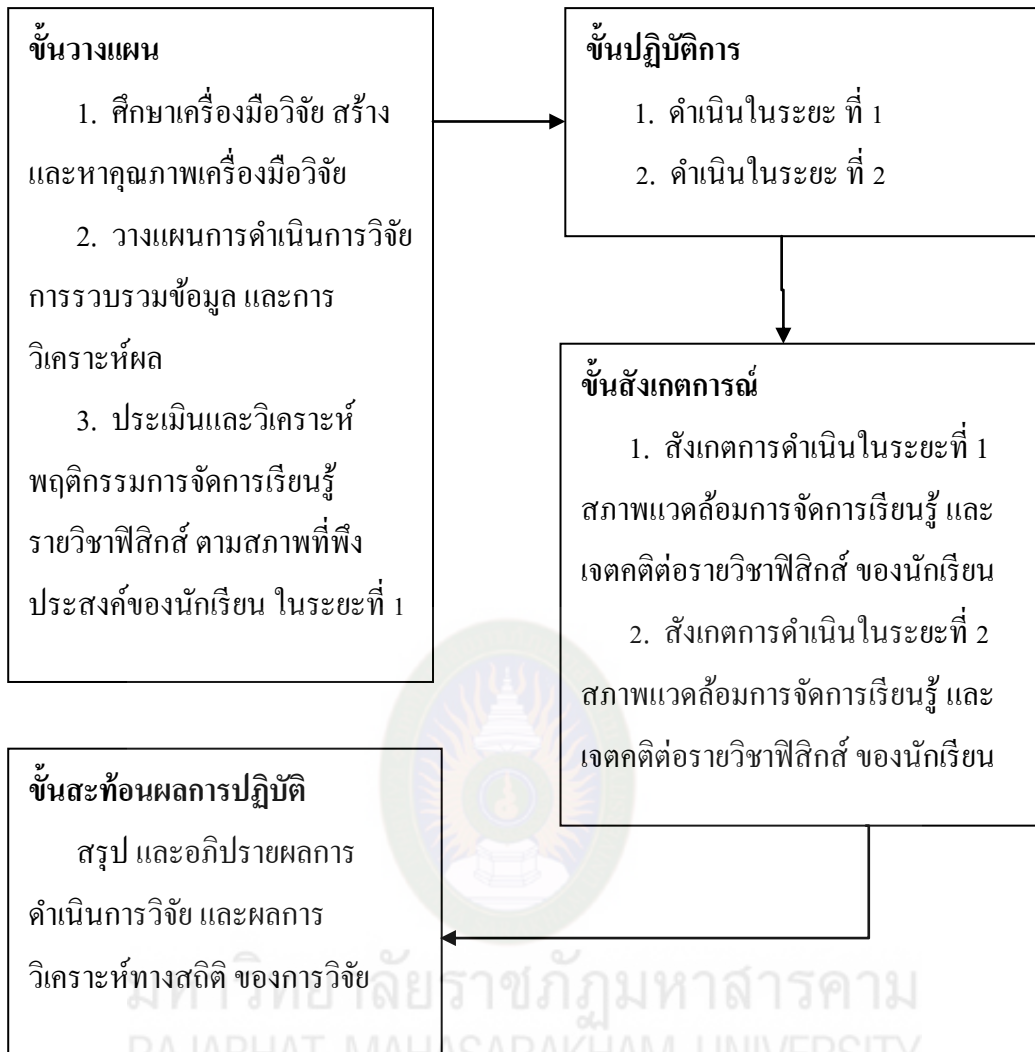 ขั้นวางแผน
1. ศึกษาเครื่องมือวิจัย สร้าง
และหาคุณภาพเครื่องมือวิจัย
2. วางแผนการดำเนินการวิจัย
การรวบรวมข้อมูล และการ
วิเคราะห์ผล
3. ประเมินและวิเคราะห์
พฤติกรรมการจัดการเรียนรู้
รายวิชาฟิสิกส์ ตามสภาพที่พึง
ประสงค์ของนักเรียน ในระยะที่ 1
ขั้นปฏิบัติการ
1. ดำเนินในระยะ ที่ 1
2. ดำเนินในระยะ ที่ 2
ขั้นสังเกตการณ์
1. สังเกตการดำเนินในระยะที่ 1
สภาพแวดล้อมการจัดการเรียนรู้ และ
เจตคติต่อรายวิชาฟิสิกส์ ของนักเรียน
2. สังเกตการดำเนินในระยะที่ 2
สภาพแวดล้อมการจัดการเรียนรู้ และ
เจตคติต่อรายวิชาฟิสิกส์ ของนักเรียน
ขั้นสะท้อนผลการปฏิบัติ
สรุป และอภิปรายผลการ
ดำเนินการวิจัย และผลการ
วิเคราะห์ทางสถิติ ของการวิจัย
มหาวิทยาลัยราชภัฏมหาสารคาม
RAJABHAT MAHASARAKHAM UNIVERSITY